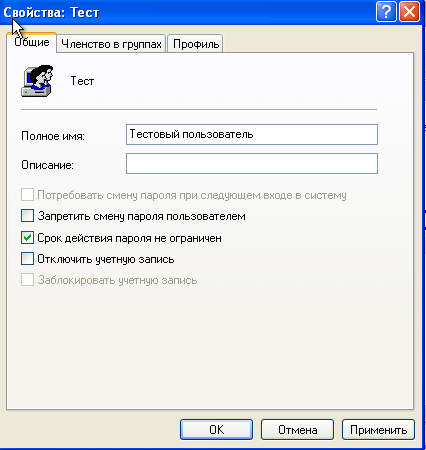 Свойства: Тест
Общие Членство в группах Профиль
Тест
Полное имя: Тестовый пользователь
Описание:
Потребовать смену пароля при следующем входе в систему
Запретить смену пароля пользователем
Срок действия пароля не ограничен
Отключить учетную запись
Заблокировать учетную запись
OK Отмена Применить